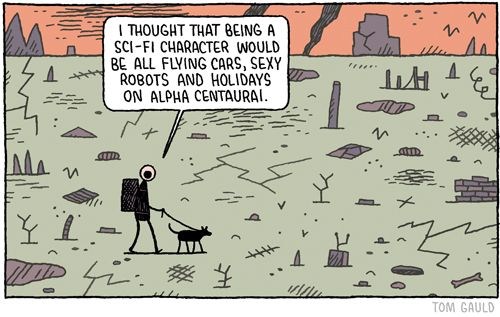 I THOUGHT THAT BEING A
SCI-FI CHARACTER WOULD
BE ALL FLYING CARS, SEXY
ROBOTS AND HOLIDAYS
ON ALPHA CENTAURAI.
TOM GAULD